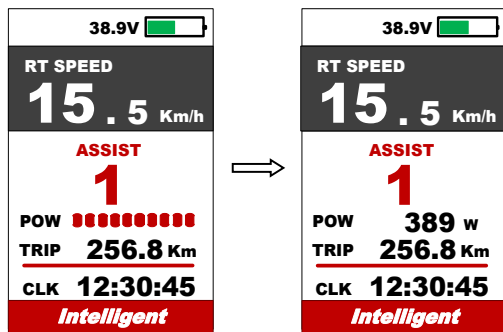 38.9V
RT SPEED
15.5 Km/h
ASSIST
1
POW
TRIP 256.8 Km
CLK 12:30:45
Intelligent
38.9V
RT SPEED
15.5 Km/h
ASSIST
1
POW 389 W
TRIP 256.8 Km
CLK 12:30:45
Intelligent